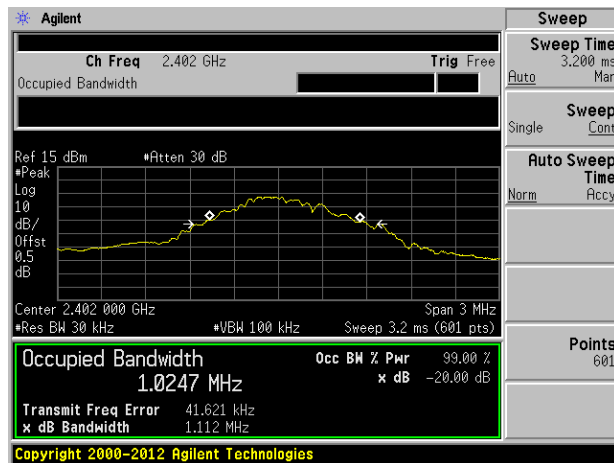 Agilent
Sweep
Ch Freq 2.402 GHz Trig Free
Occupied Bandwidth
Sweep Time
3.200 ms
Auto Man
Sweep
Single Cont
Auto Sweep
Time
Norm Accy
Points
601
Ref 15 dBm #Atten 30 dB
#Peak
Log
10
dB/
Offst
0.5
dB
Center 2.402 000 GHz Span 3 MHz
#Res BW 30 kHz #VBW 100 kHz Sweep 3.2 ms (601 pts)
Occupied Bandwidth Occ BW % Pwr 99.00 %
1.0247 MHz x dB -20.00 dB
Transmit Freq Error 41.621 kHz
x dB Bandwidth 1.112 MHz
Copyright 2000-2012 Agilent Technologies